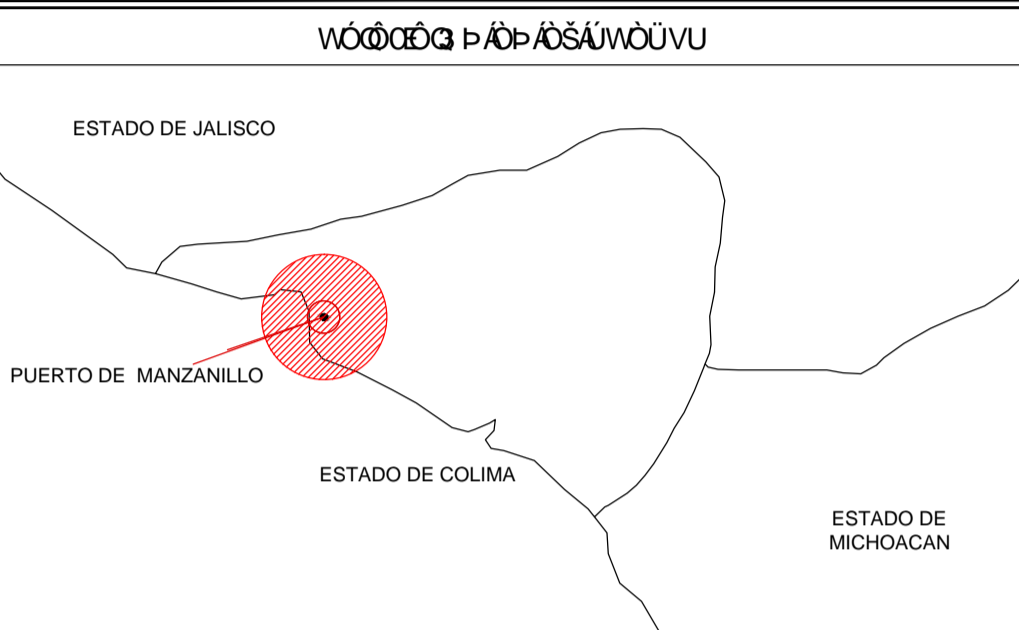 ESTADO DE JALISCO
PUERTO DE MANZANILLO
ESTADO DE COLIMA
ESTADO DE
MICHOACAN